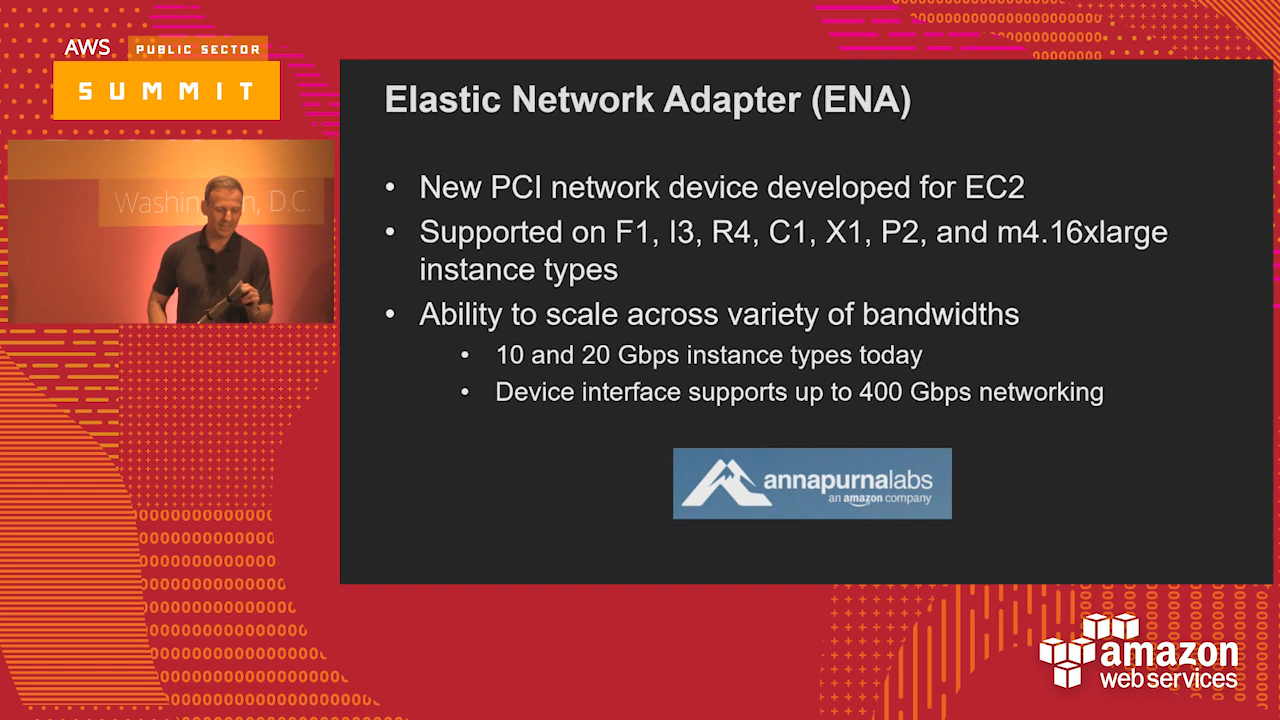 AWS PUBLIC SECTOR
SUMMIT
Washington, D.C.
Elastic Network Adapter (ENA)
• New PCI network device developed for EC2
• Supported on F1, I3, R4, C1, X1, P2, and m4.16xlarge
instance types
• Ability to scale across variety of bandwidths
• 10 and 20 Gbps instance types today
• Device interface supports up to 400 Gbps networking
annapurnalabs
an amazon company
amazon
web services